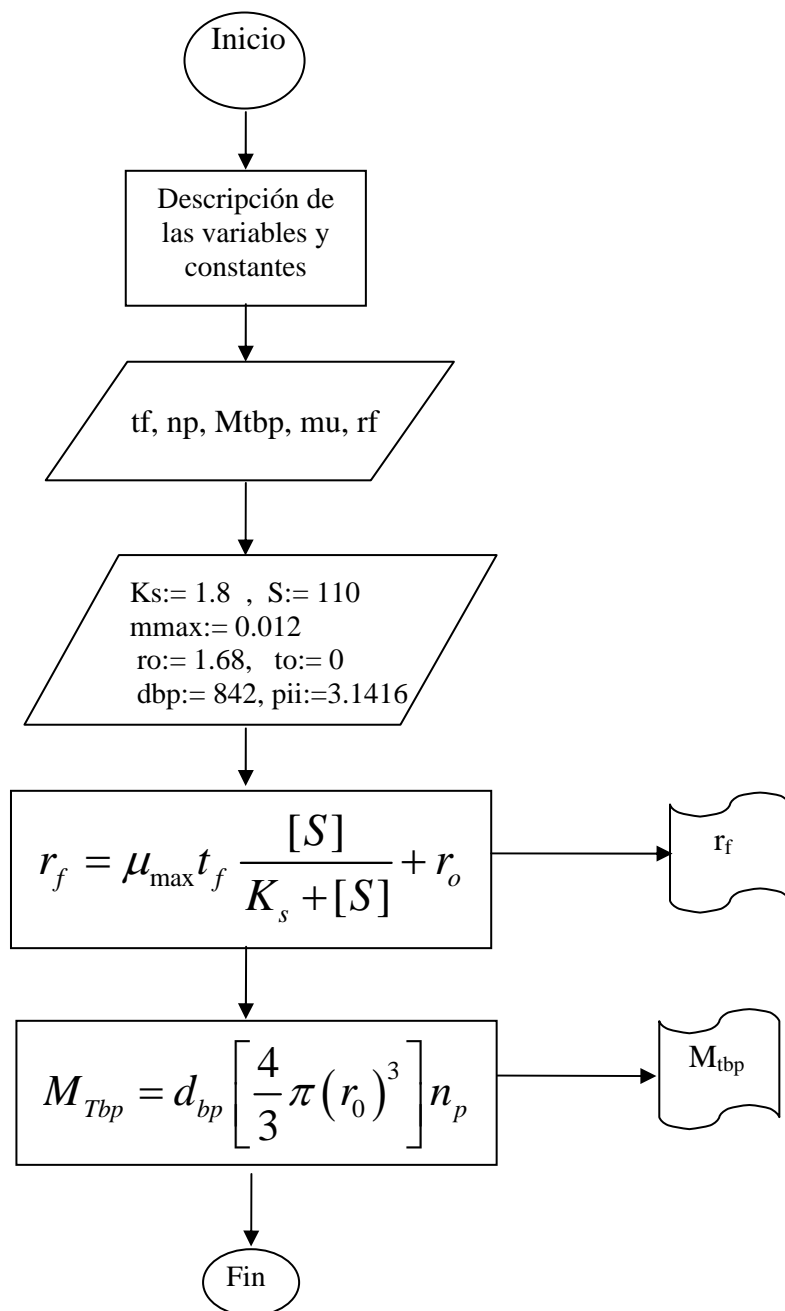 Inicio
Descripción de
las variables y
constantes
tf, np, Mtbp, mu, rf
Ks:= 1.8 , S:= 110
mmax:= 0.012
ro:= 1.68, to:= 0
dbp:= 842, pii:=3.1416
r_f = μ_max t_f [S] / (K_s + [S]) + r_o
r_f
M_Tbp = d_bp [4/3 π (r_0)^3] n_p
M_tbp
Fin